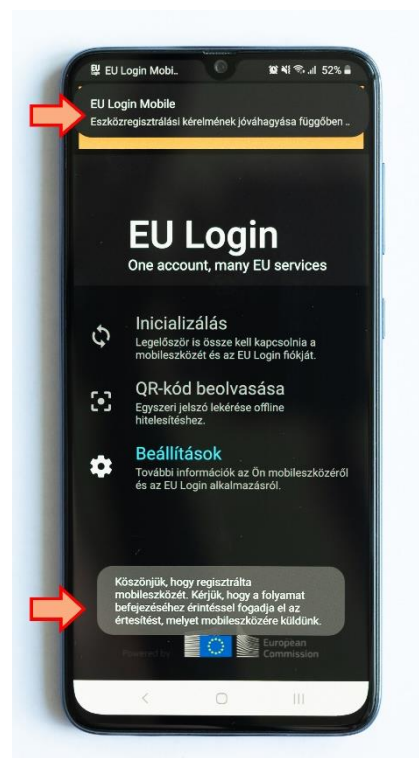 EU Login Mobi..
52%
EU Login Mobile
Eszközregisztrálási kérelmének jóváhagyása függőben ..
EU Login
One account, many EU services
Inicializálás
Legelőször is össze kell kapcsolnia a
mobileszközét és az EU Login fiókját.
QR-kód beolvasása
Egyszeri jelszó lekérése offline
hitelesítéshez.
Beállítások
További információk az Ön mobileszközéről
és az EU Login alkalmazásról.
Köszönjük, hogy regisztrálta
mobileszközét. Kérjük, hogy a folyamat
befejezéséhez érintéssel fogadja el az
értesítést, melyet mobileszközére küldünk.
Powered by
European
Commission